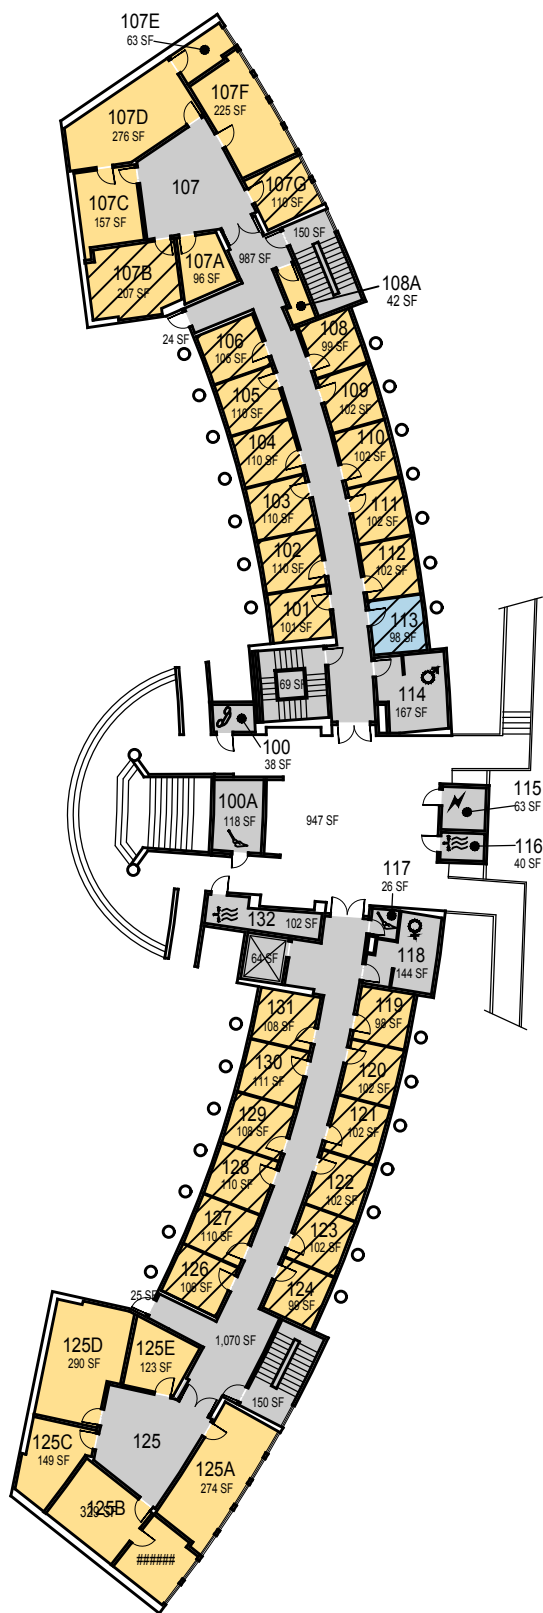 107E
63 SF
107D
276 SF
107F
225 SF
107C
157 SF
107
107G
110 SF
107B
207 SF
107A
96 SF
987 SF
150 SF
108A
42 SF
24 SF
106
106 SF
108
99 SF
105
110 SF
109
102 SF
104
110 SF
110
102 SF
103
110 SF
111
102 SF
102
110 SF
112
102 SF
101
101 SF
113
98 SF
69 SF
114
167 SF
100
38 SF
100A
118 SF
947 SF
115
63 SF
116
40 SF
117
26 SF
132
102 SF
64 SF
118
144 SF
131
108 SF
119
98 SF
130
111 SF
120
102 SF
129
108 SF
121
102 SF
128
110 SF
122
102 SF
127
110 SF
123
102 SF
126
106 SF
124
99 SF
25 SF
1,070 SF
125D
290 SF
125E
123 SF
150 SF
125C
149 SF
125
125A
274 SF
125B
329 SF
######